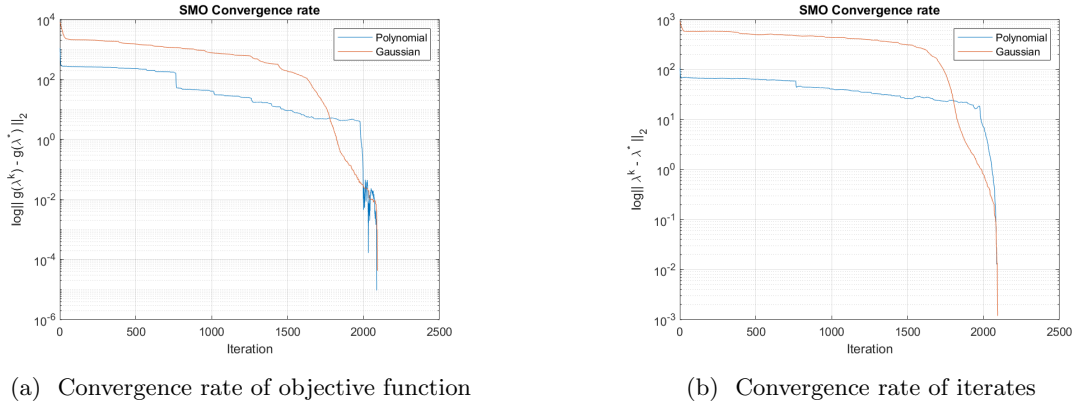 SMO Convergence rate
10^4
10^2
10^0
10^-2
10^-4
10^-6
log|| g(λ^k) - g(λ^*) ||_2
Polynomial
Gaussian
0 500 1000 1500 2000 2500
Iteration
(a) Convergence rate of objective function
SMO Convergence rate
10^3
10^2
10^1
10^0
10^-1
10^-2
10^-3
log|| λ^k - λ^* ||_2
Polynomial
Gaussian
0 500 1000 1500 2000 2500
Iteration
(b) Convergence rate of iterates